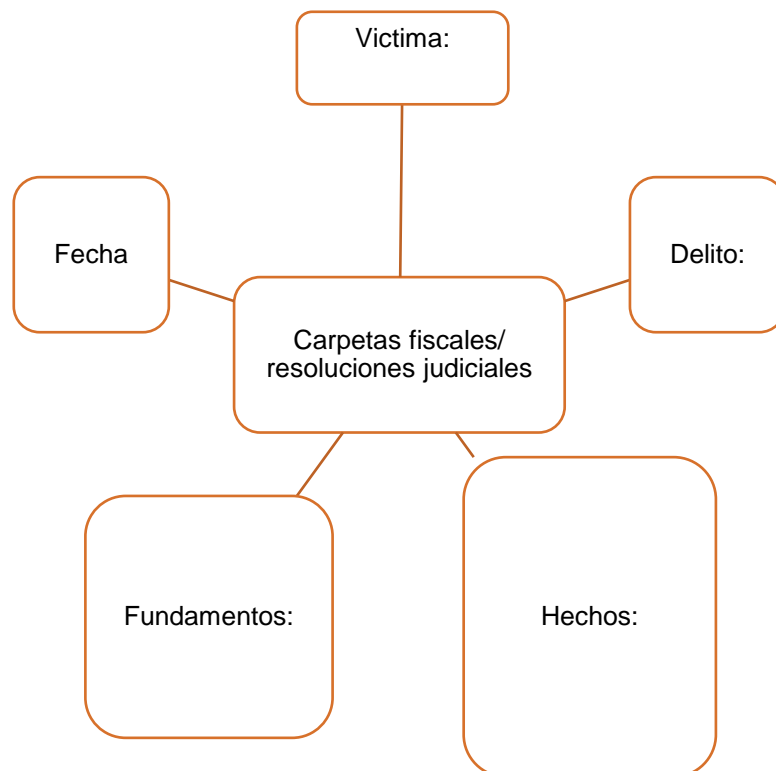 Victima:
Fecha
Delito:
Carpetas fiscales/
resoluciones judiciales
Fundamentos:
Hechos: